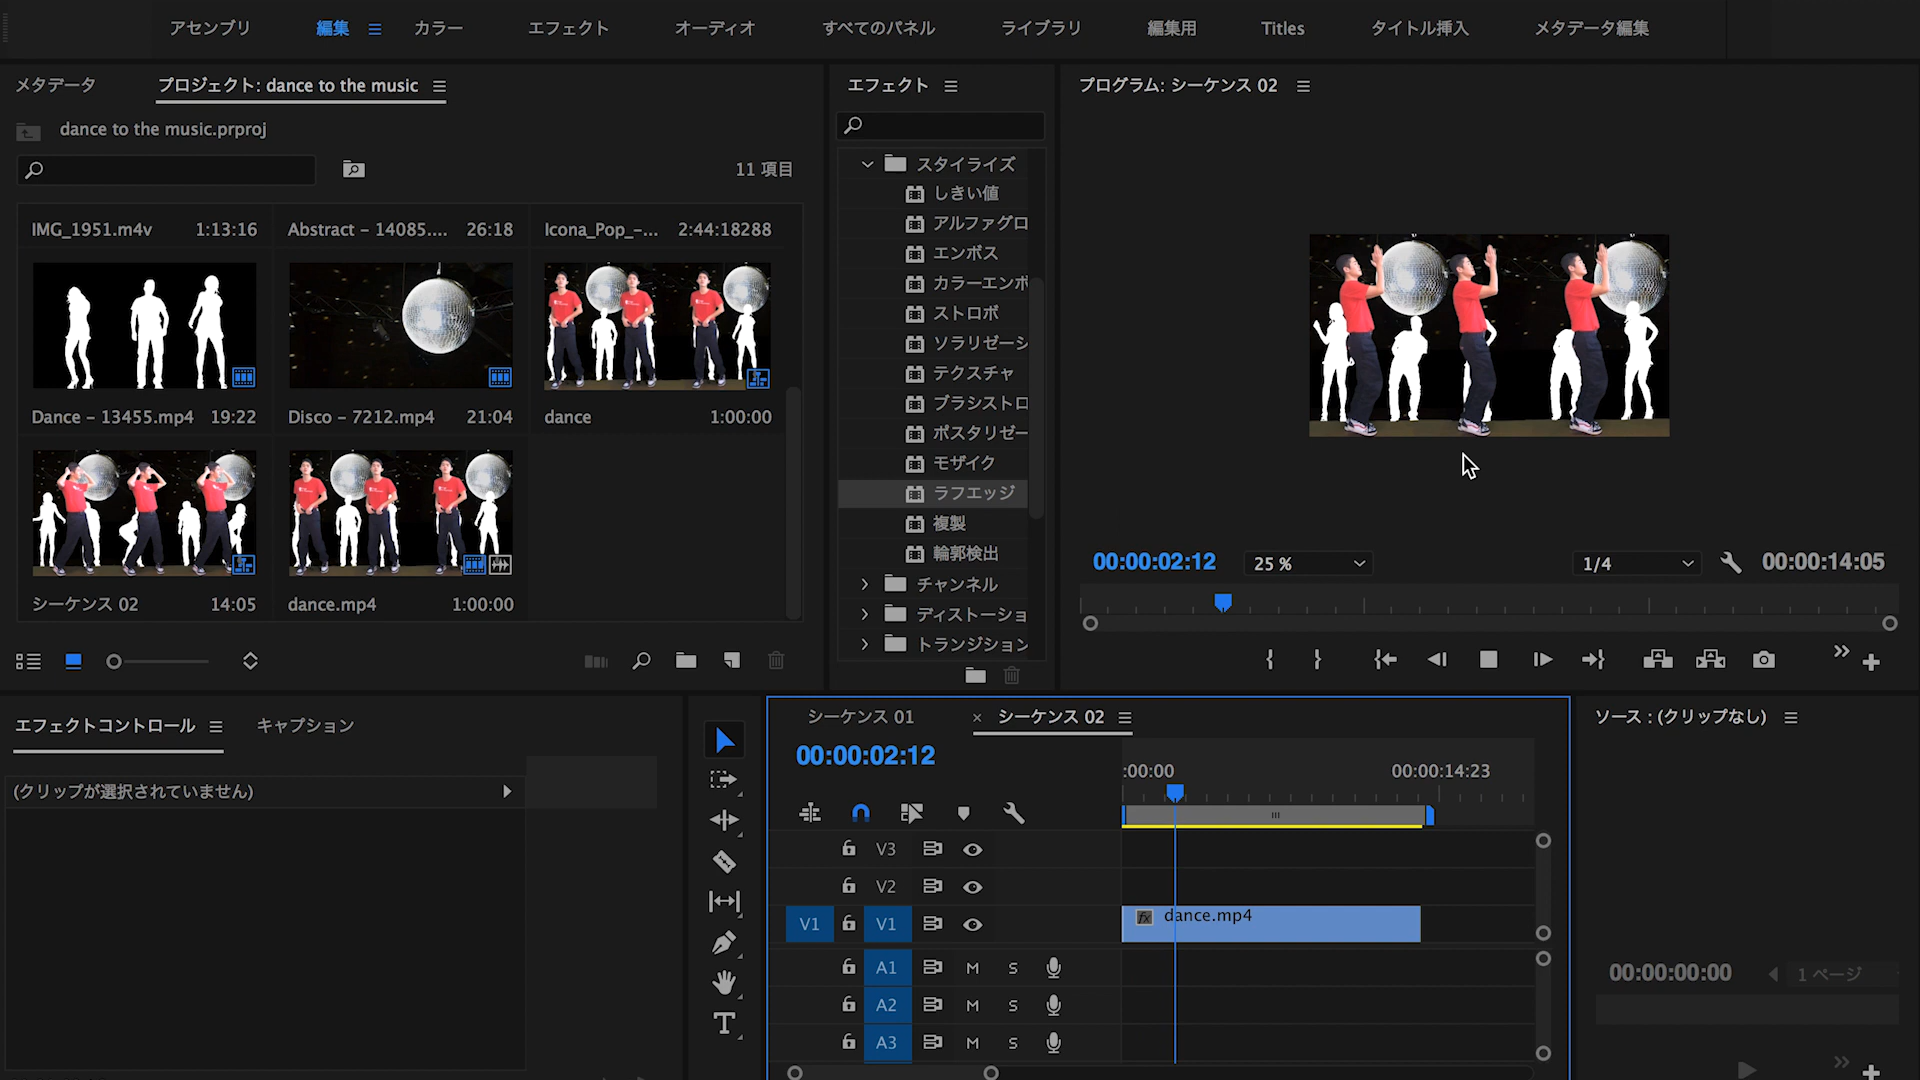 アセンブリ
編集
カラー
エフェクト
オーディオ
すべてのパネル
ライブラリ
編集用
Titles
タイトル挿入
メタデータ編集
メタデータ
プロジェクト: dance to the music
dance to the music.prproj
11 項目
IMG_1951.m4v 1:13:16
Abstract – 14085.... 26:18
Icona_Pop_–... 2:44:18288
Dance – 13455.mp4 19:22
Disco – 7212.mp4 21:04
dance 1:00:00
シーケンス 02 14:05
dance.mp4 1:00:00
エフェクト
スタイライズ
しきい値
アルファグロ
エンボス
カラーエンボ
ストロボ
ソラリゼーシ
テクスチャ
ブラシストロ
ポスタリゼー
モザイク
ラフエッジ
複製
輪郭検出
チャンネル
ディストーショ
トランジション
プログラム: シーケンス 02
00:00:02:12
25 %
1/4
00:00:14:05
エフェクトコントロール
キャプション
(クリップが選択されていません)
シーケンス 01
× シーケンス 02
00:00:02:12
:00:00
00:00:14:23
V3
V2
V1 V1
fx dance.mp4
A1 M S
A2 M S
A3 M S
ソース : (クリップなし)
00:00:00:00
1 ページ